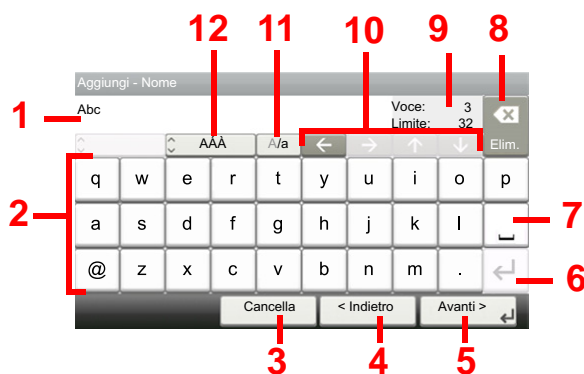 12 11 10 9 8
Aggiungi - Nome
1 Abc Voce: 3
Limite: 32
AÁÀ A/a ← → ↑ ↓ Elim.
q w e r t y u i o p
2 a s d f g h j k l 7
@ z x c v b n m . 6
Cancella < Indietro Avanti >
3 4 5